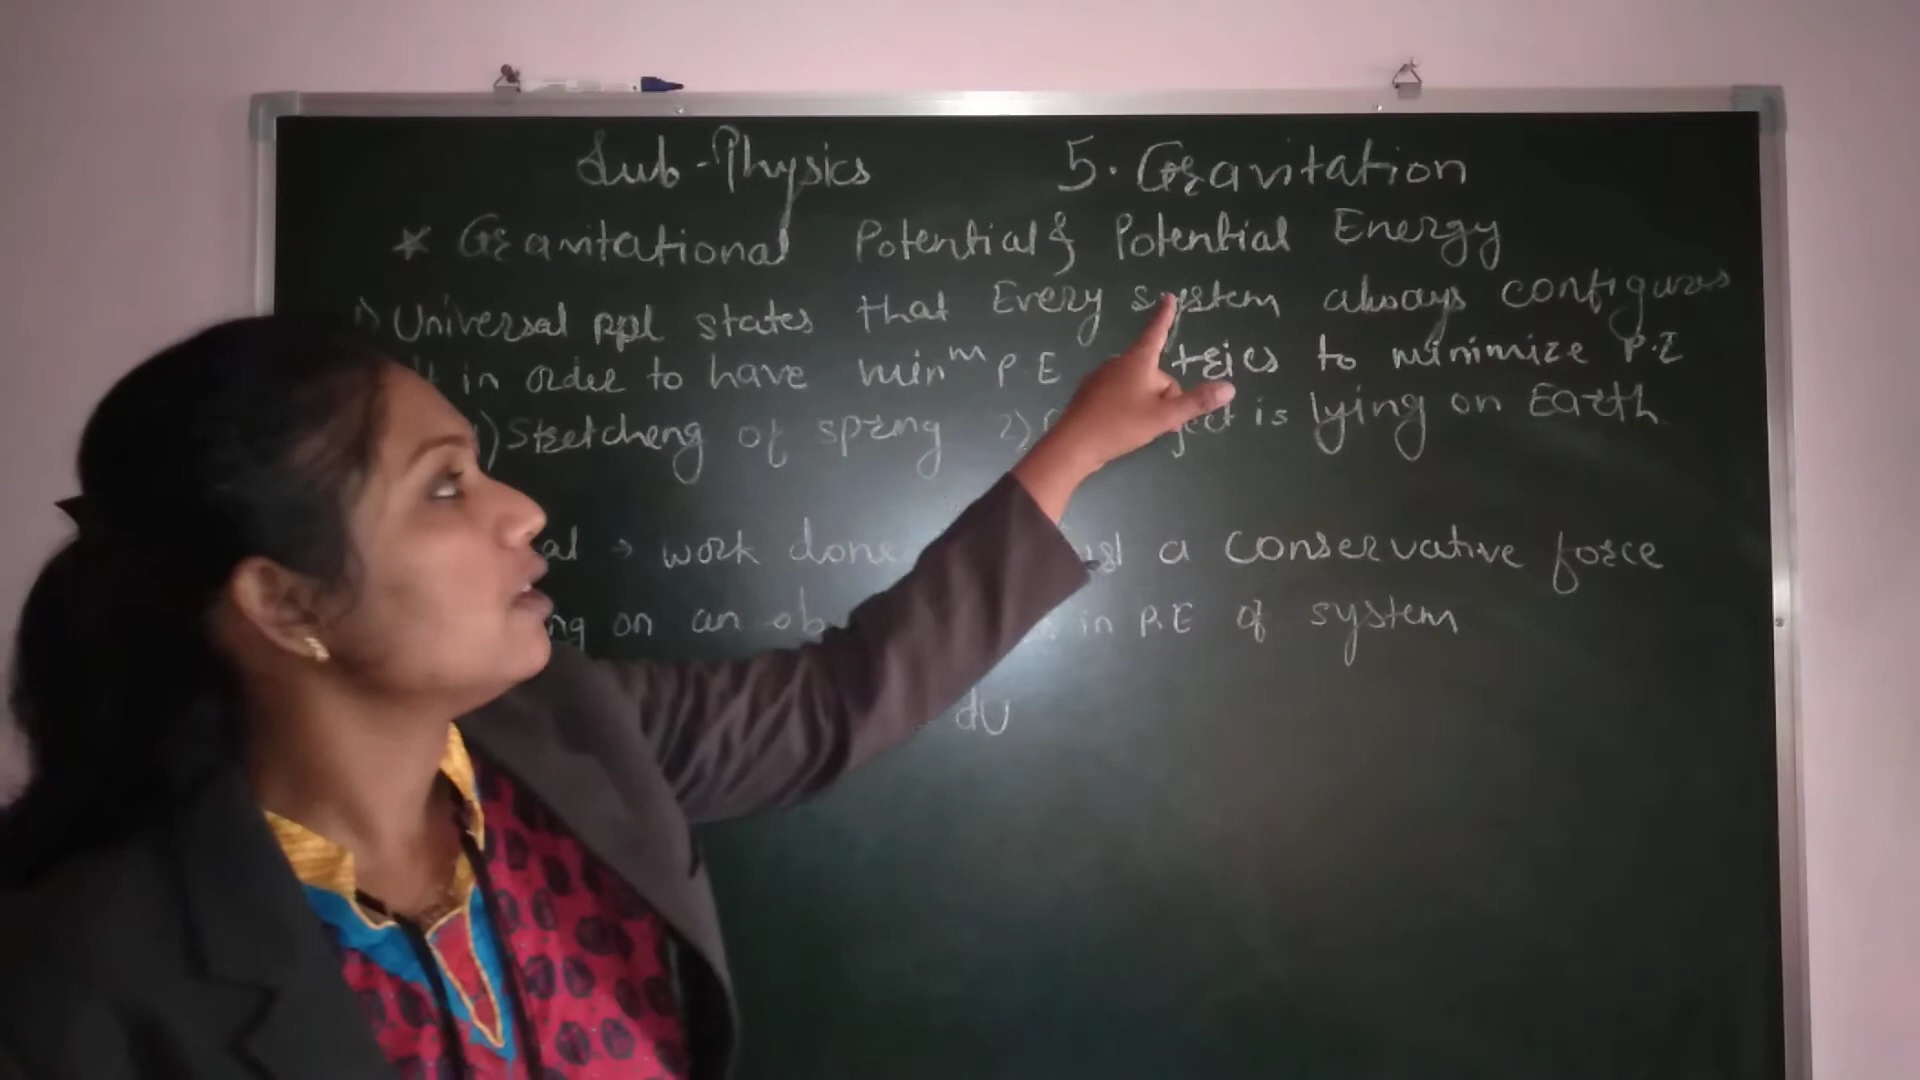 Sub-Physics 5. Gravitation
* Gravitational Potential & Potential Energy
1) Universal ppl states that Every system always configures
in order to have minᵐ P E to minimize P.E
1) Stretcheng of spring 2) is lying on Earth
→ work done a conservative force
on an in P.E of system
dU